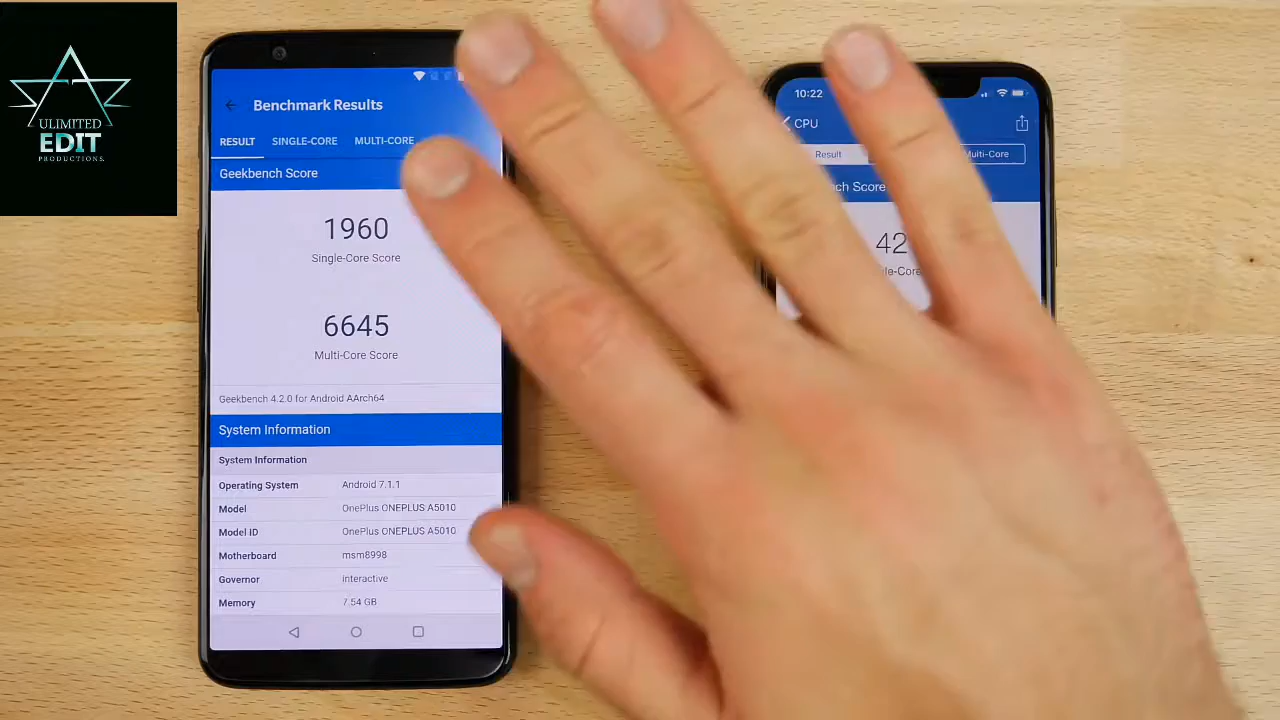 ULIMITED
EDIT
PRODUCTIONS.
Benchmark Results
RESULT SINGLE-CORE MULTI-CORE
Geekbench Score
1960
Single-Core Score
6645
Multi-Core Score
Geekbench 4.2.0 for Android AArch64
System Information
System Information
Operating System Android 7.1.1
Model OnePlus ONEPLUS A5010
Model ID OnePlus ONEPLUS A5010
Motherboard msm8998
Governor interactive
Memory 7.54 GB
10:22
CPU
Result Multi-Core
ch Score
42
le-Core